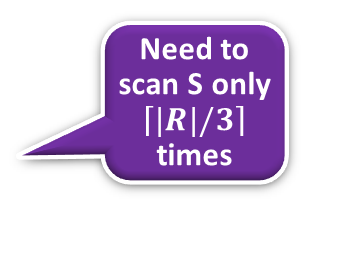 Need to
scan S only
⌈|R|/3⌉
times